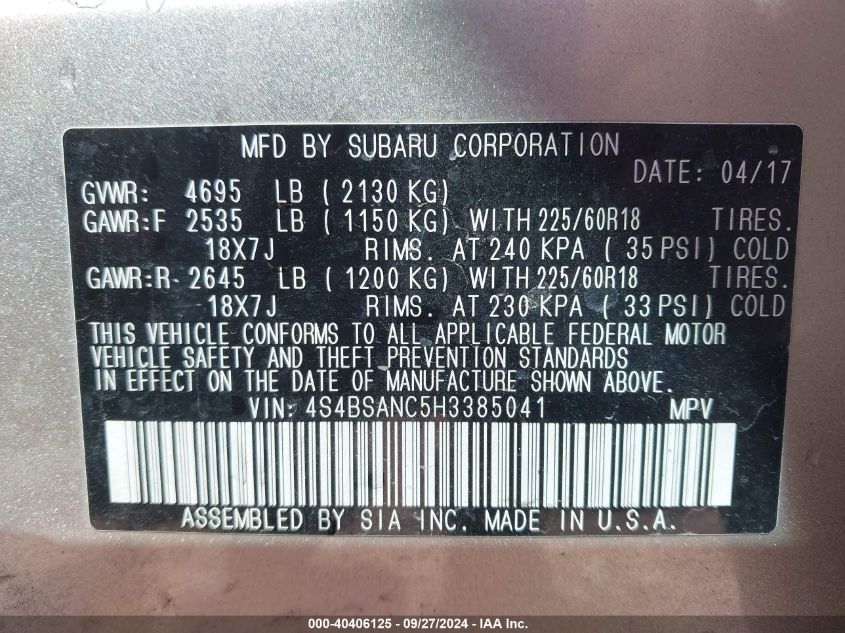 MFD BY SUBARU CORPORATION
DATE: 04/17
GVWR: 4695 LB ( 2130 KG)
GAWR:F 2535 LB ( 1150 KG) WITH 225/60R18 TIRES.
18X7J RIMS. AT 240 KPA ( 35 PSI) COLD
GAWR:R 2645 LB ( 1200 KG) WITH 225/60R18 TIRES.
18X7J RIMS. AT 230 KPA ( 33 PSI) COLD
THIS VEHICLE CONFORMS TO ALL APPLICABLE FEDERAL MOTOR
VEHICLE SAFETY AND THEFT PREVENTION STANDARDS
IN EFFECT ON THE DATE OF MANUFACTURE SHOWN ABOVE.
VIN: 4S4BSANC5H3385041 MPV
ASSEMBLED BY SIA INC. MADE IN U.S.A.
000-40406125 - 09/27/2024 - IAA Inc.